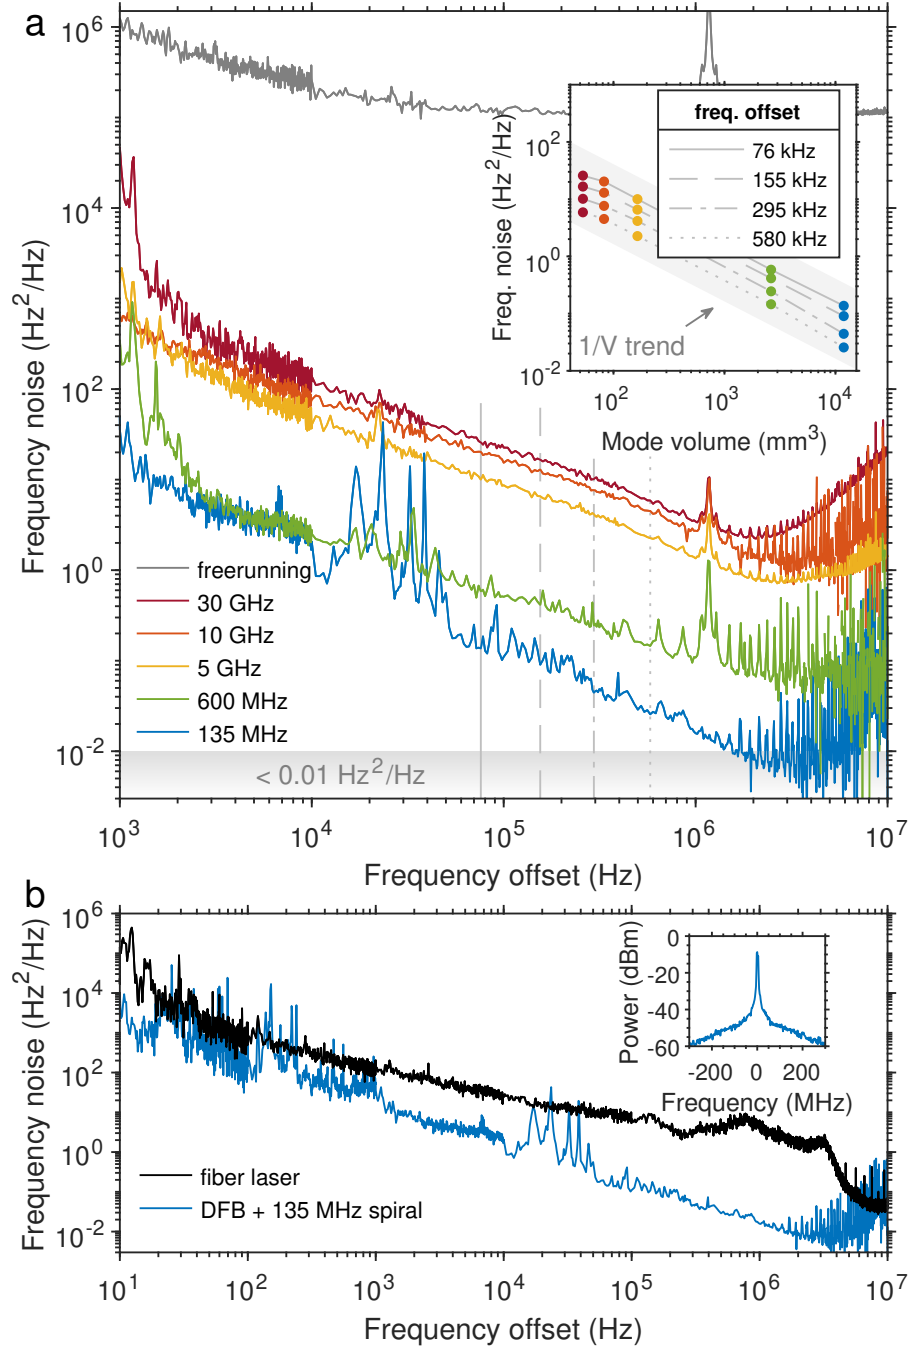 a
10^6
10^4
10^2
10^0
10^-2
Frequency noise (Hz^2/Hz)
freerunning
30 GHz
10 GHz
5 GHz
600 MHz
135 MHz
< 0.01 Hz^2/Hz
10^3
10^4
10^5
10^6
10^7
Frequency offset (Hz)
Freq. noise (Hz^2/Hz)
10^2
10^0
10^-2
freq. offset
76 kHz
155 kHz
295 kHz
580 kHz
1/V trend
10^2
10^3
10^4
Mode volume (mm^3)
b
10^6
10^4
10^2
10^0
10^-2
Frequency noise (Hz^2/Hz)
fiber laser
DFB + 135 MHz spiral
Power (dBm)
0
-20
-40
-60
-200
0
200
Frequency (MHz)
10^1
10^2
10^3
10^4
10^5
10^6
10^7
Frequency offset (Hz)